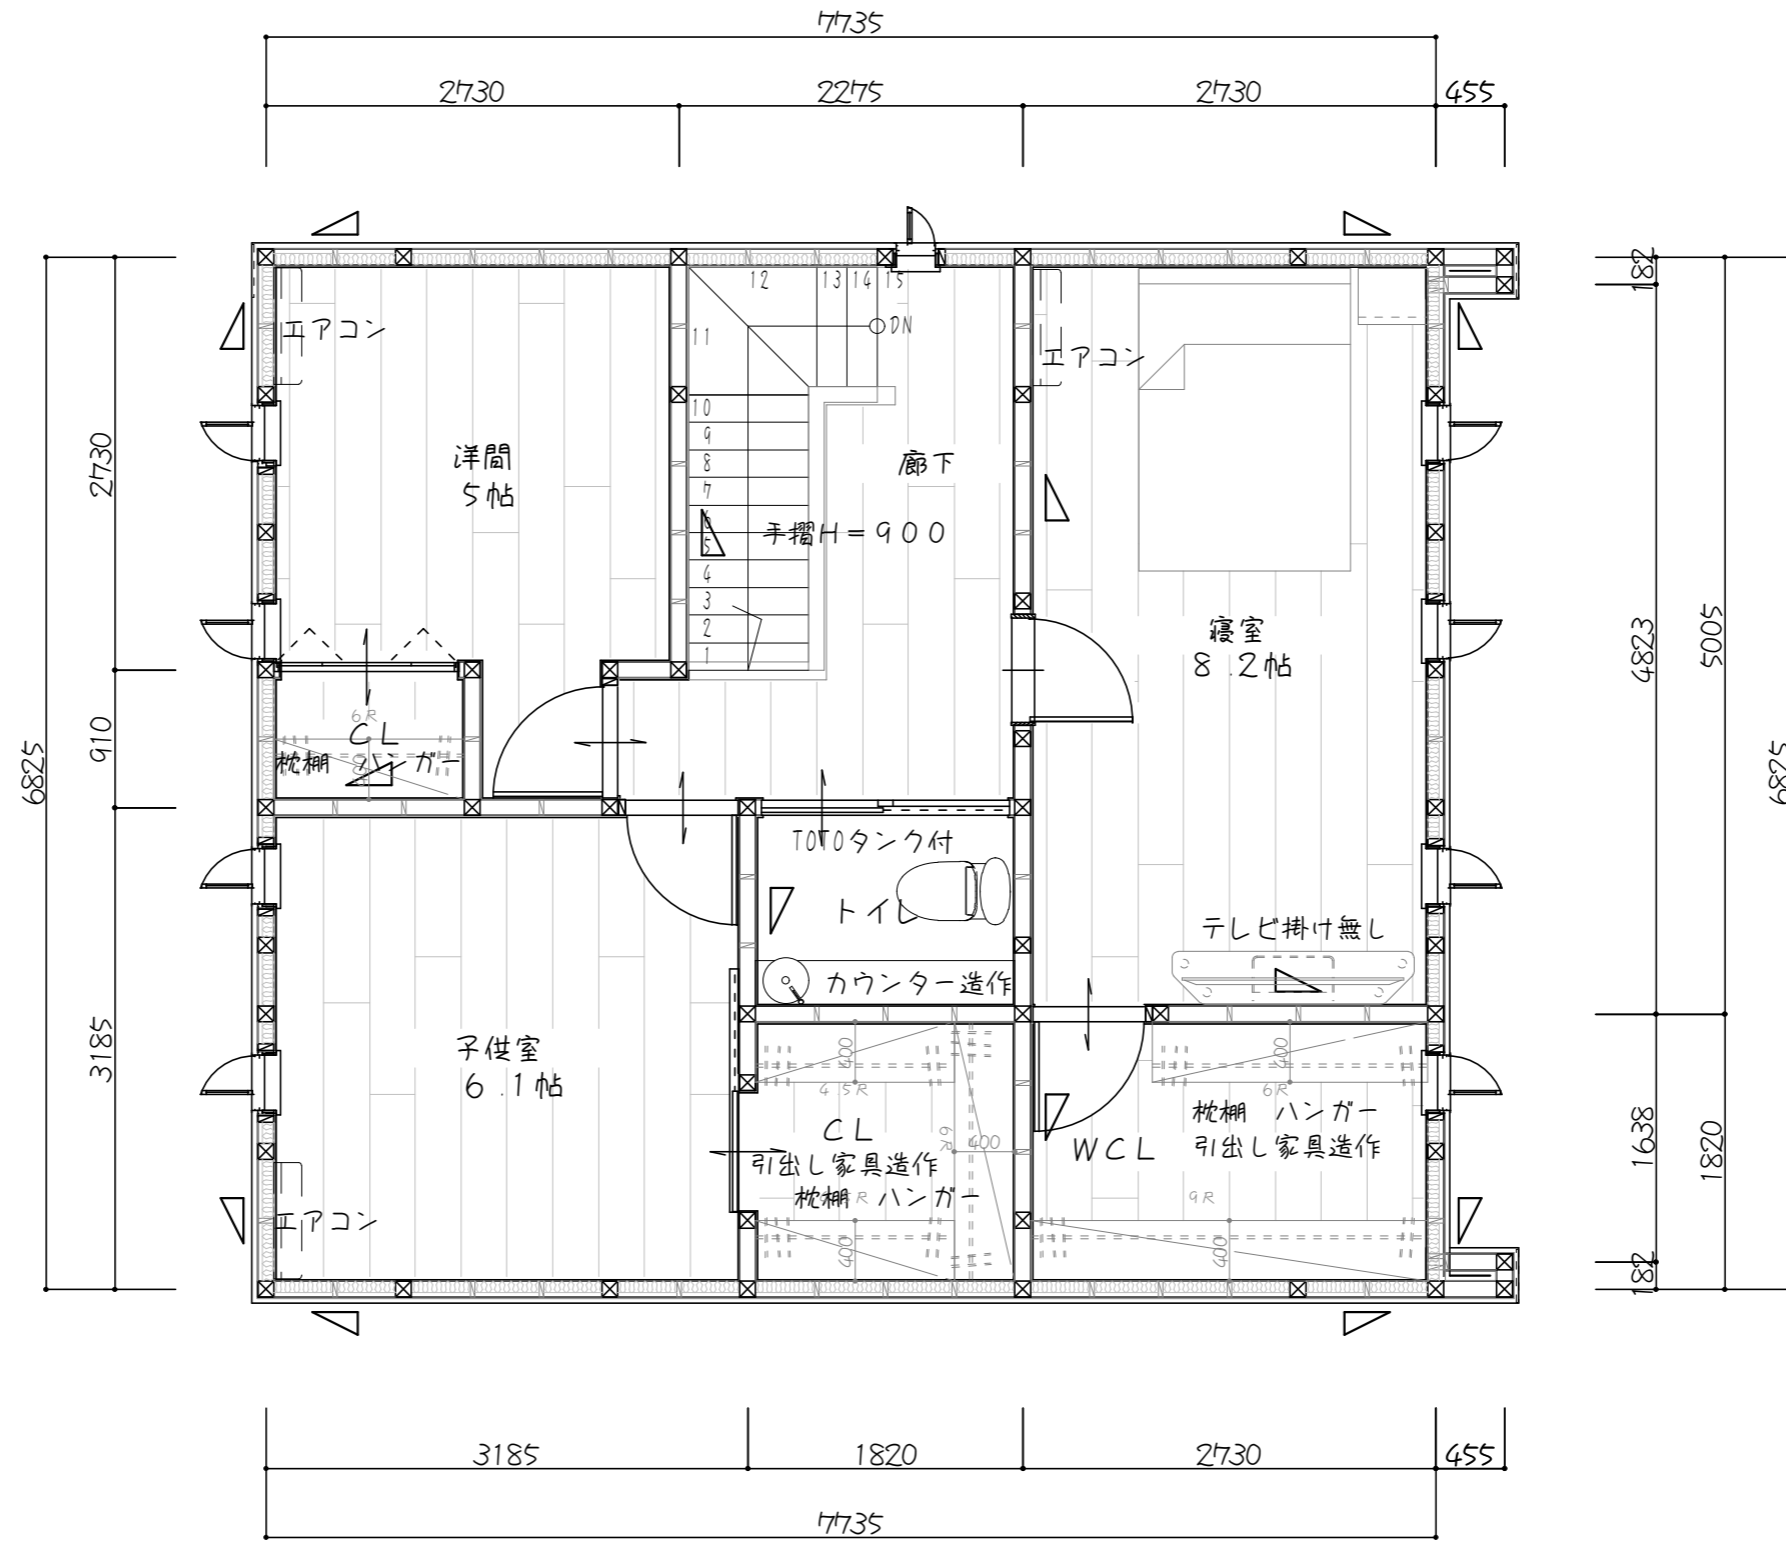 7735
2730 2275 2730 455
182
12 13 14 15
エアコン 11 DN エアコン
10
9
洋間 8 廊下
5帖 7
2730 6 手摺H=900
5
4
3 寝室
2 8.2帖 4823 5005
1
6R
CL
枕棚 ハンガー
910
6825 6825
TOTOタンク付
トイレ
テレビ掛け無し
カウンター造作
子供室
6.1帖
3185
400 400
4.5R 6R
CL
6R 400
引出し家具造作
枕棚 ハンガー
WCL
枕棚 ハンガー
引出し家具造作
1638 1820
9R
エアコン
400 400
182
3185 1820 2730 455
7735